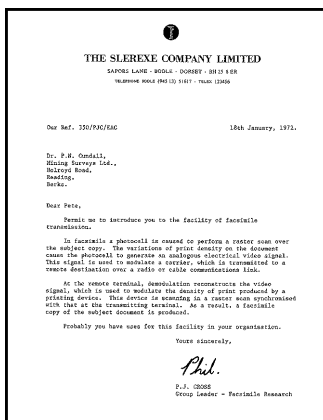 THE SLEREXE COMPANY LIMITED
SAPORS LANE - BOOLE - DORSET - BH 25 8 ER
TELEPHONE BOOLE (945 13) 51617 - TELEX 123456
Our Ref. 350/PJC/EAC
18th January, 1972.
Dr. P.N. Cundall,
Mining Surveys Ltd.,
Holroyd Road,
Reading,
Berks.
Dear Pete,
Permit me to introduce you to the facility of facsimile
transmission.
In facsimile a photocell is caused to perform a raster scan over
the subject copy. The variations of print density on the document
cause the photocell to generate an analogous electrical video signal.
This signal is used to modulate a carrier, which is transmitted to a
remote destination over a radio or cable communications link.
At the remote terminal, demodulation reconstructs the video
signal, which is used to modulate the density of print produced by a
printing device. This device is scanning in a raster scan synchronised
with that at the transmitting terminal. As a result, a facsimile
copy of the subject document is produced.
Probably you have uses for this facility in your organisation.
Yours sincerely,
Phil.
P.J. CROSS
Group Leader - Facsimile Research